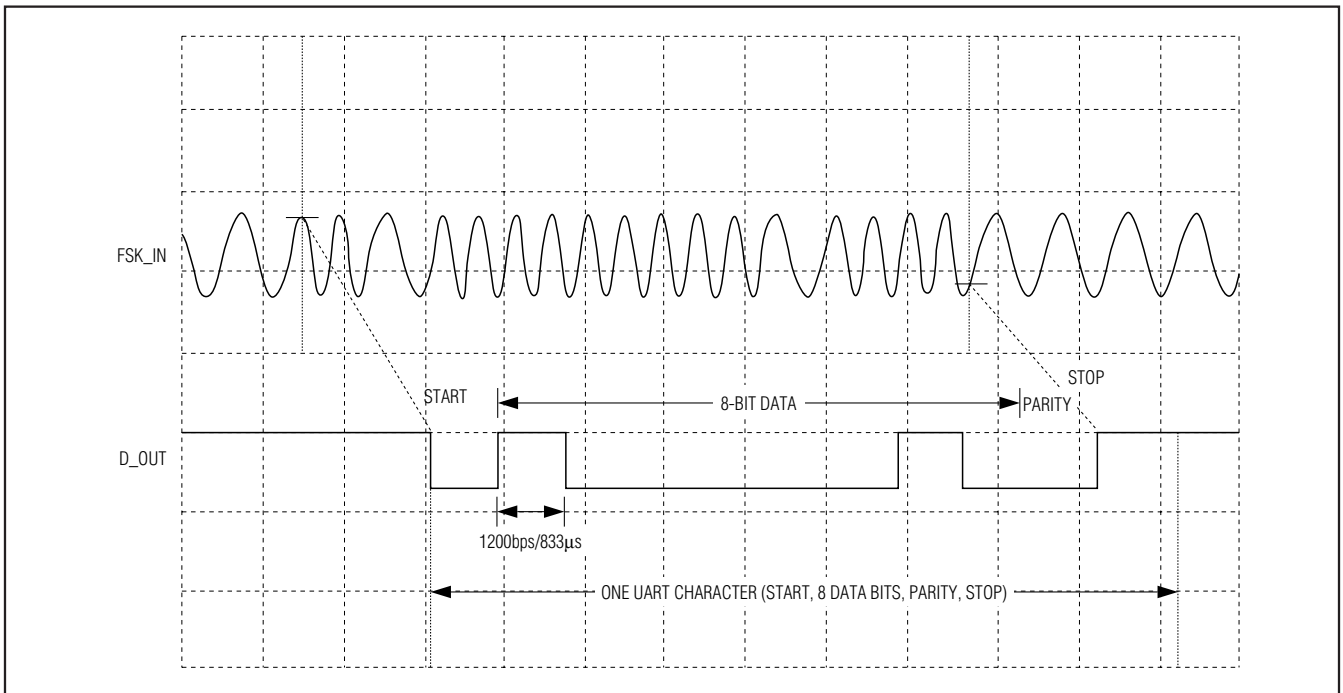 FSK_IN
START
8-BIT DATA
STOP
PARITY
D_OUT
1200bps/833µs
ONE UART CHARACTER (START, 8 DATA BITS, PARITY, STOP)